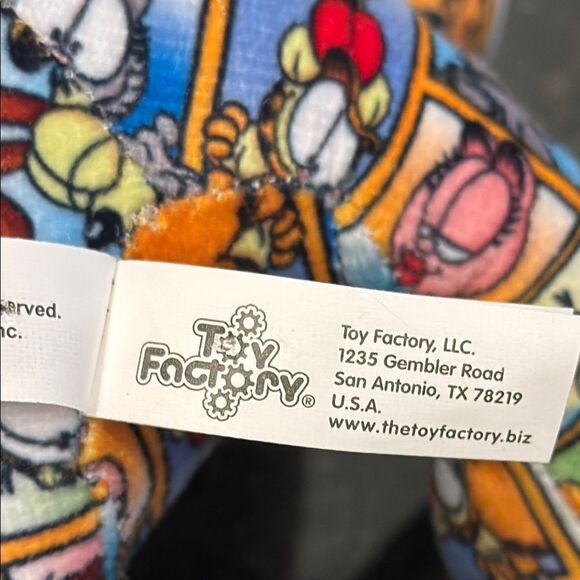 erved.
nc.
Toy
Factory®
Toy Factory, LLC.
1235 Gembler Road
San Antonio, TX 78219
U.S.A.
www.thetoyfactory.biz